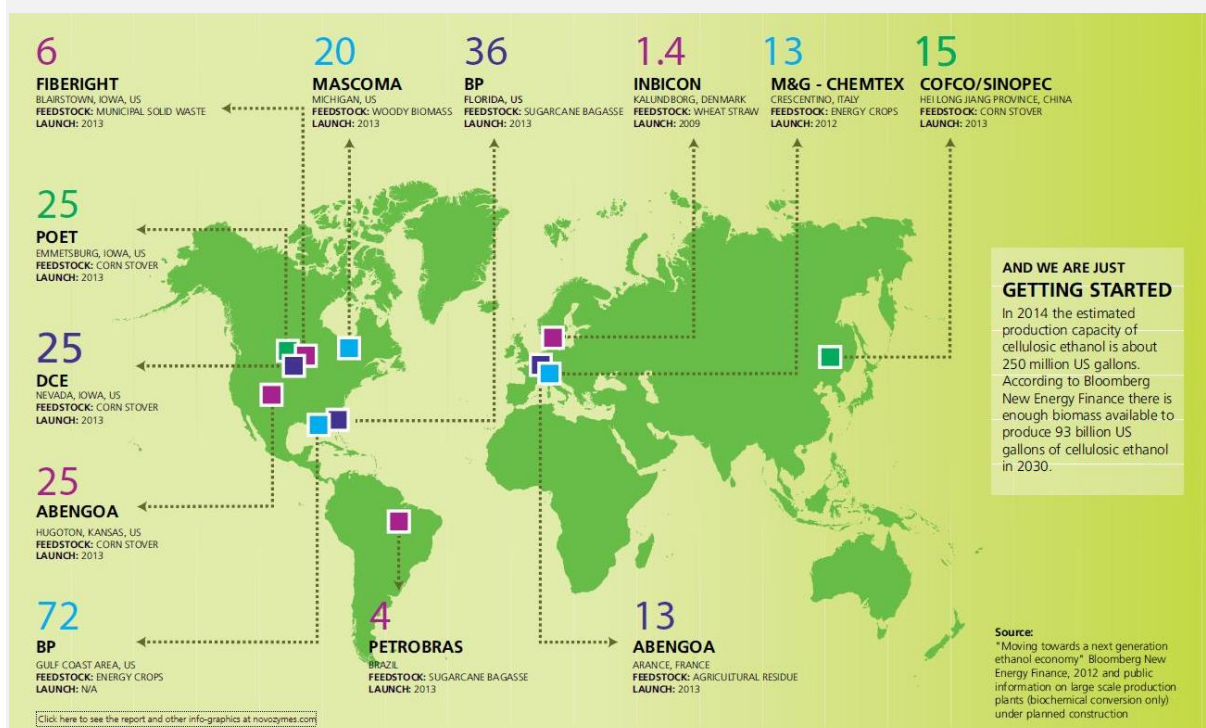 6
FIBERIGHT
BLAIRSTOWN, IOWA, US
FEEDSTOCK: MUNICIPAL SOLID WASTE
LAUNCH: 2013
20
MASCOMA
MICHIGAN, US
FEEDSTOCK: WOODY BIOMASS
LAUNCH: 2013
36
BP
FLORIDA, US
FEEDSTOCK: SUGARCANE BAGASSE
LAUNCH: 2013
1.4
INBICON
KALUNDBORG, DENMARK
FEEDSTOCK: WHEAT STRAW
LAUNCH: 2009
13
M&G - CHEMTEX
CRESCENTINO, ITALY
FEEDSTOCK: ENERGY CROPS
LAUNCH: 2012
15
COFCO/SINOPEC
HEI LONG JIANG PROVINCE, CHINA
FEEDSTOCK: CORN STOVER
LAUNCH: 2013
25
POET
EMMETSBURG, IOWA, US
FEEDSTOCK: CORN STOVER
LAUNCH: 2013
25
DCE
NEVADA, IOWA, US
FEEDSTOCK: CORN STOVER
LAUNCH: 2013
25
ABENGOA
HUGOTON, KANSAS, US
FEEDSTOCK: CORN STOVER
LAUNCH: 2013
72
BP
GULF COAST AREA, US
FEEDSTOCK: ENERGY CROPS
LAUNCH: N/A
4
PETROBRAS
BRAZIL
FEEDSTOCK: SUGARCANE BAGASSE
LAUNCH: 2013
13
ABENGOA
ARANCE, FRANCE
FEEDSTOCK: AGRICULTURAL RESIDUE
LAUNCH: 2013
AND WE ARE JUST
GETTING STARTED
In 2014 the estimated
production capacity of
cellulosic ethanol is about
250 million US gallons.
According to Bloomberg
New Energy Finance there is
enough biomass available to
produce 93 billion US
gallons of cellulosic ethanol
in 2030.
Source:
"Moving towards a next generation
ethanol economy" Bloomberg New
Energy Finance, 2012 and public
information on large scale production
plants (biochemical conversion only)
under planned construction
Click here to see the report and other info-graphics at novozymes.com